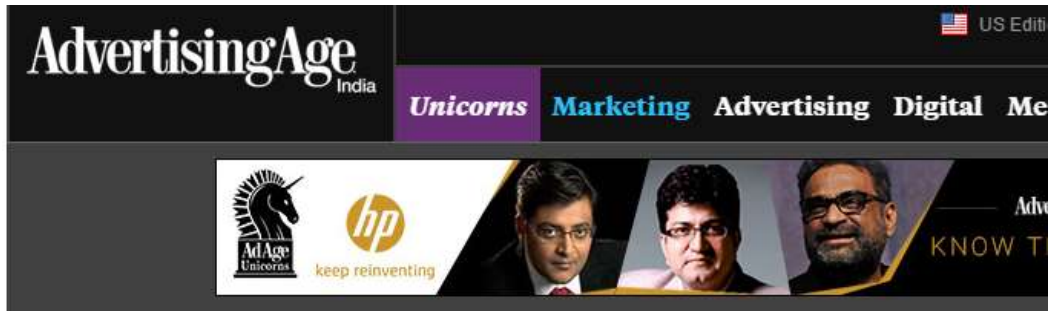 US Editi
AdvertisingAge
India
Unicorns Marketing Advertising Digital Me
Adve
AdAge
Unicorns
hp
keep reinventing
KNOW T